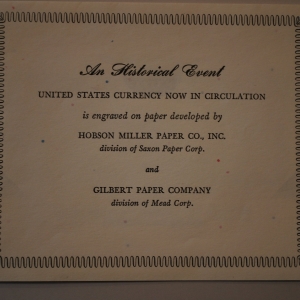 An Historical Event
UNITED STATES CURRENCY NOW IN CIRCULATION
is engraved on paper developed by
HOBSON MILLER PAPER CO., INC.
division of Saxon Paper Corp.
and
GILBERT PAPER COMPANY
division of Mead Corp.